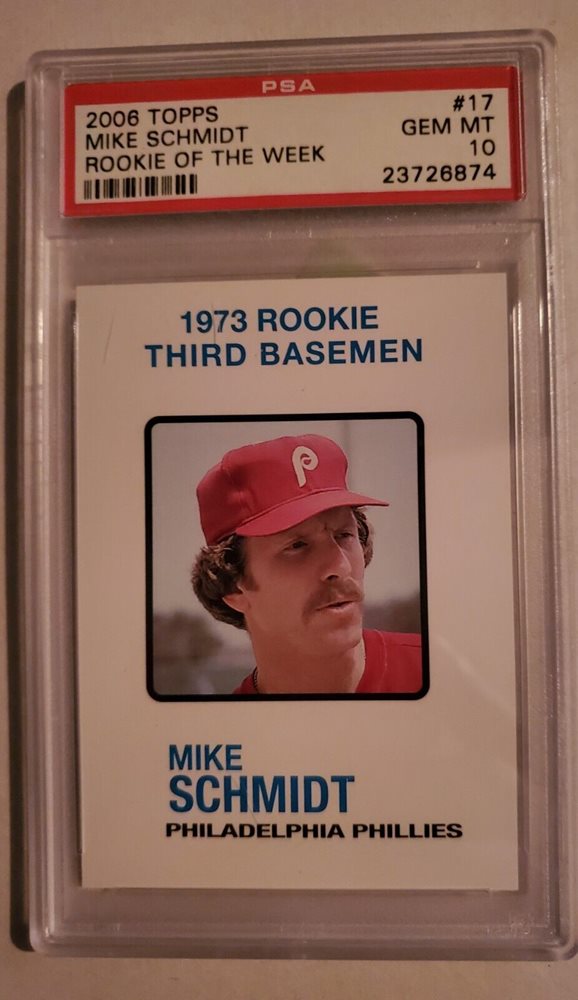 PSA
2006 TOPPS #17
MIKE SCHMIDT GEM MT
ROOKIE OF THE WEEK 10
23726874
1973 ROOKIE
THIRD BASEMEN
P
MIKE
SCHMIDT
PHILADELPHIA PHILLIES